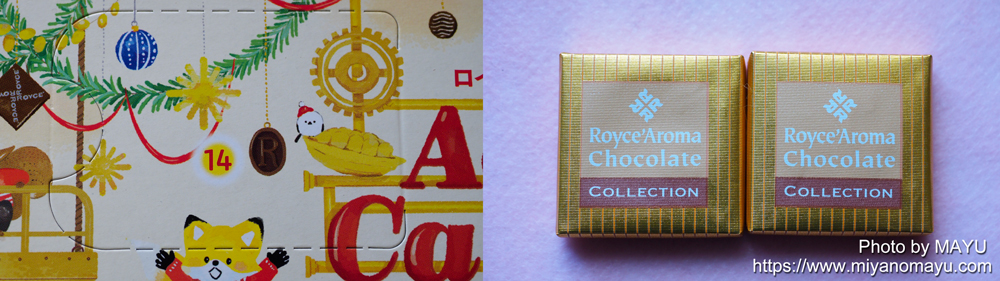 ROYCE'
14
R
ロイ
A
Ca
Royce'Aroma
Chocolate
COLLECTION
Royce'Aroma
Chocolate
COLLECTION
Photo by MAYU
https://www.miyanomayu.com